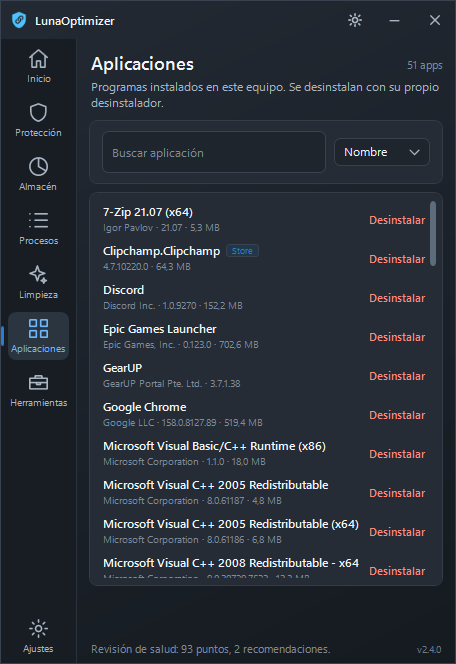 LunaOptimizer
Inicio
Protección
Almacén
Procesos
Limpieza
Aplicaciones
Herramientas
Ajustes
Aplicaciones
51 apps
Programas instalados en este equipo. Se desinstalan con su propio
desinstalador.
Buscar aplicación
Nombre
7-Zip 21.07 (x64)
Igor Pavlov · 21.07 · 5,3 MB
Desinstalar
Clipchamp.Clipchamp Store
4.7.10220.0 · 64,3 MB
Desinstalar
Discord
Discord Inc. · 1.0.9270 · 152,2 MB
Desinstalar
Epic Games Launcher
Epic Games, Inc. · 0.123.0 · 702,6 MB
Desinstalar
GearUP
GearUP Portal Pte. Ltd. · 3.7.1.38
Desinstalar
Google Chrome
Google LLC · 158.0.8127.89 · 519,4 MB
Desinstalar
Microsoft Visual Basic/C++ Runtime (x86)
Microsoft Corporation · 1.1.0 · 18,0 MB
Desinstalar
Microsoft Visual C++ 2005 Redistributable
Microsoft Corporation · 8.0.61187 · 4,8 MB
Desinstalar
Microsoft Visual C++ 2005 Redistributable (x64)
Microsoft Corporation · 8.0.61186 · 6,8 MB
Desinstalar
Microsoft Visual C++ 2008 Redistributable - x64
Microsoft Corporation
Desinstalar
Revisión de salud: 93 puntos, 2 recomendaciones.
v2.4.0